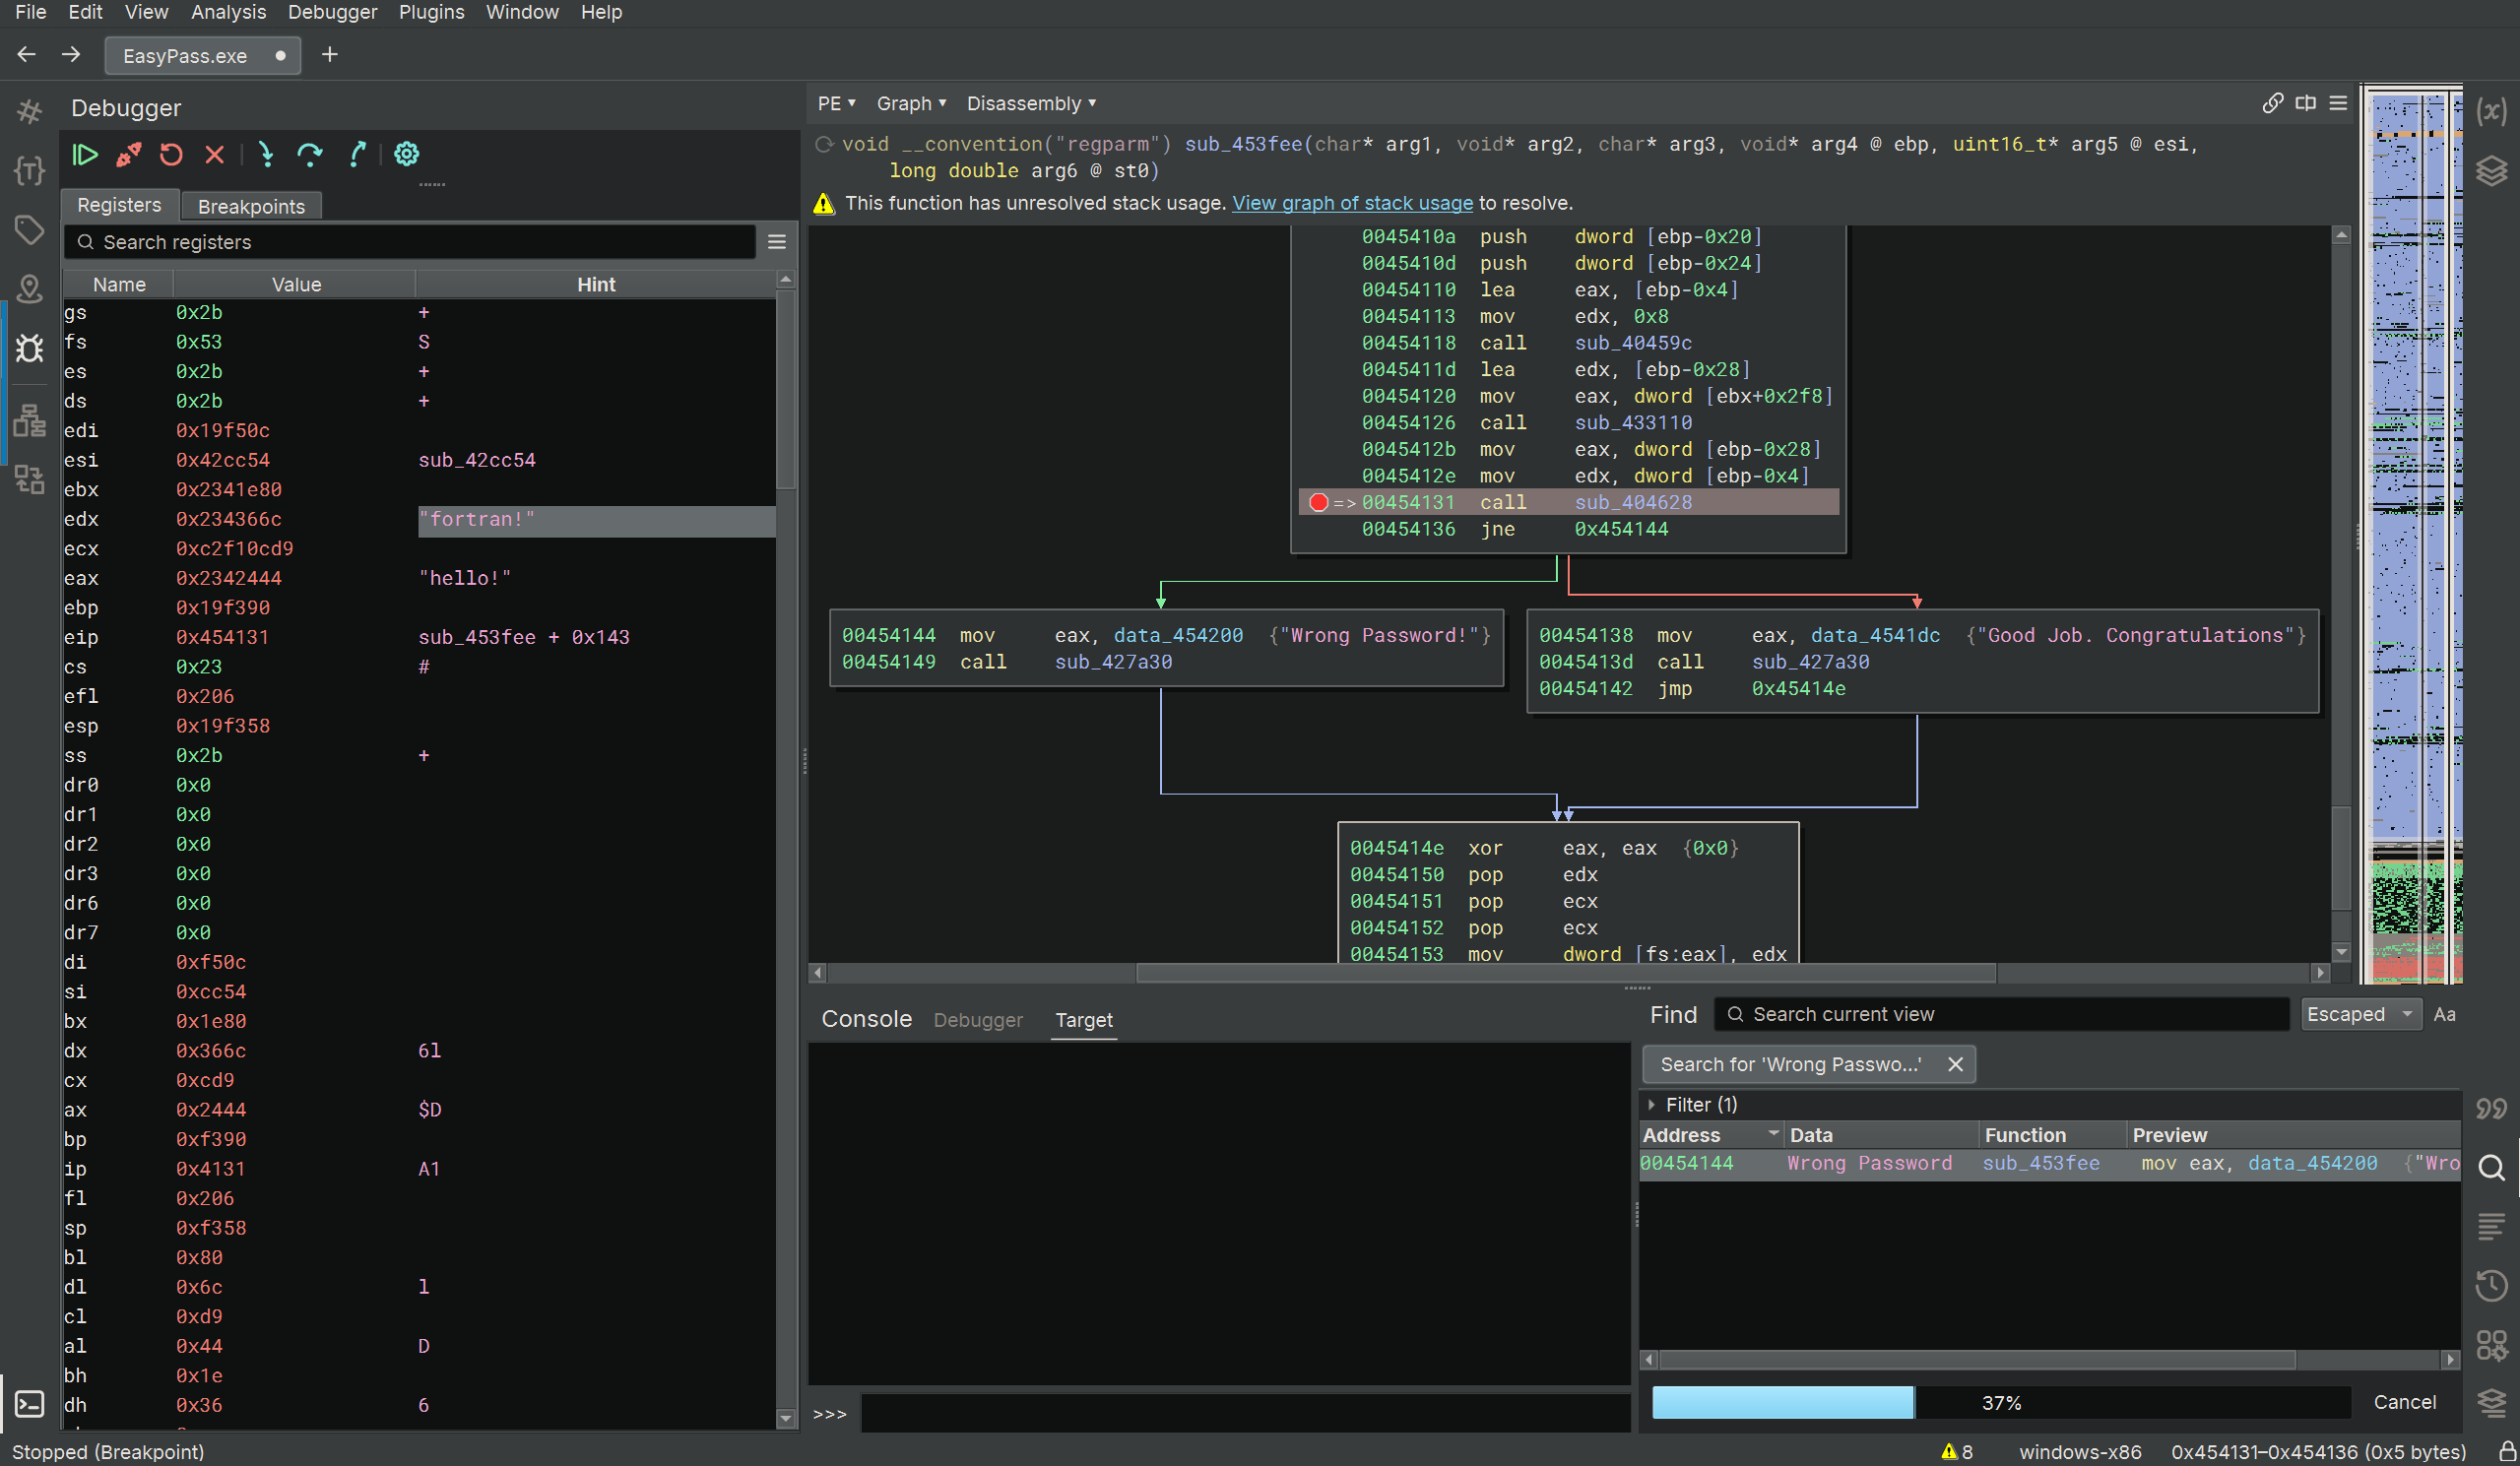 File Edit View Analysis Debugger Plugins Window Help
EasyPass.exe
Debugger
Registers Breakpoints
Search registers
Name Value Hint
gs 0x2b +
fs 0x53 S
es 0x2b +
ds 0x2b +
edi 0x19f50c
esi 0x42cc54 sub_42cc54
ebx 0x2341e80
edx 0x234366c "fortran!"
ecx 0xc2f10cd9
eax 0x2342444 "hello!"
ebp 0x19f390
eip 0x454131 sub_453fee + 0x143
cs 0x23 #
efl 0x206
esp 0x19f358
ss 0x2b +
dr0 0x0
dr1 0x0
dr2 0x0
dr3 0x0
dr6 0x0
dr7 0x0
di 0xf50c
si 0xcc54
bx 0x1e80
dx 0x366c 6l
cx 0xcd9
ax 0x2444 $D
bp 0xf390
ip 0x4131 A1
fl 0x206
sp 0xf358
bl 0x80
dl 0x6c l
cl 0xd9
al 0x44 D
bh 0x1e
dh 0x36 6
PE Graph Disassembly
void __convention("regparm") sub_453fee(char* arg1, void* arg2, char* arg3, void* arg4 @ ebp, uint16_t* arg5 @ esi,
long double arg6 @ st0)
This function has unresolved stack usage. View graph of stack usage to resolve.
0045410a push dword [ebp-0x20]
0045410d push dword [ebp-0x24]
00454110 lea eax, [ebp-0x4]
00454113 mov edx, 0x8
00454118 call sub_40459c
0045411d lea edx, [ebp-0x28]
00454120 mov eax, dword [ebx+0x2f8]
00454126 call sub_433110
0045412b mov eax, dword [ebp-0x28]
0045412e mov edx, dword [ebp-0x4]
=> 00454131 call sub_404628
00454136 jne 0x454144
00454144 mov eax, data_454200 {"Wrong Password!"}
00454149 call sub_427a30
00454138 mov eax, data_4541dc {"Good Job. Congratulations"}
0045413d call sub_427a30
00454142 jmp 0x45414e
0045414e xor eax, eax {0x0}
00454150 pop edx
00454151 pop ecx
00454152 pop ecx
00454153 mov dword [fs:eax], edx
Console Debugger Target
>>>
Find Search current view Escaped Aa
Search for 'Wrong Passwo...'
Filter (1)
Address Data Function Preview
00454144 Wrong Password sub_453fee mov eax, data_454200 {"Wro
37% Cancel
Stopped (Breakpoint) 8 windows-x86 0x454131–0x454136 (0x5 bytes)